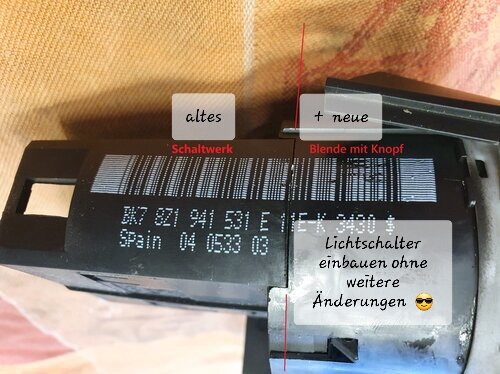 altes
+ neue
Schaltwerk
Blende mit Knopf
BK7 8Z1 941 531 E 11E-K 3430 *
SPain 04 0533 03
Lichtschalter
einbauen ohne
weitere
Änderungen 😎